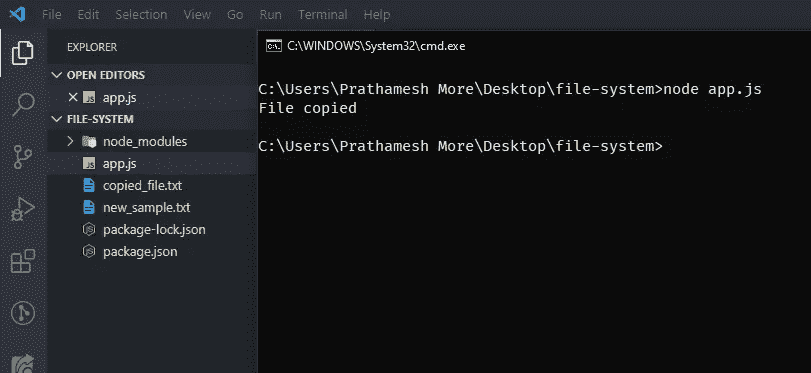 File Edit Selection View Go Run Terminal Help
EXPLORER
OPEN EDITORS
JS app.js
FILE-SYSTEM
node_modules
JS app.js
copied_file.txt
new_sample.txt
package-lock.json
package.json
C:\WINDOWS\System32\cmd.exe
C:\Users\Prathamesh More\Desktop\file-system>node app.js
File copied
C:\Users\Prathamesh More\Desktop\file-system>